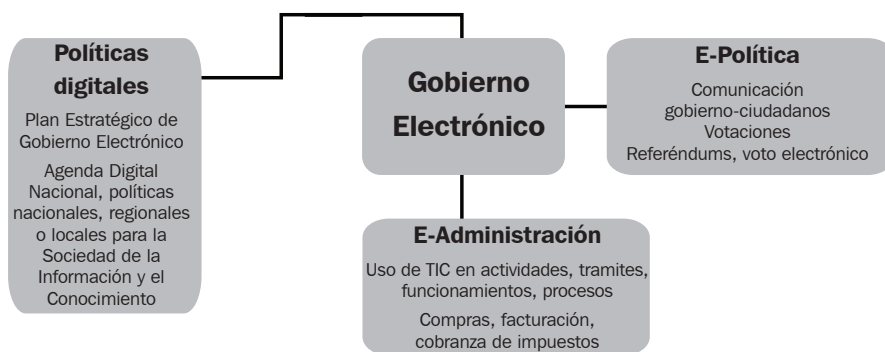 Políticas
digitales
Plan Estratégico de
Gobierno Electrónico
Agenda Digital
Nacional, políticas
nacionales, regionales
o locales para la
Sociedad de la
Información y el
Conocimiento
Gobierno
Electrónico
E-Política
Comunicación
gobierno-ciudadanos
Votaciones
Referéndums, voto electrónico
E-Administración
Uso de TIC en actividades, tramites,
funcionamientos, procesos
Compras, facturación,
cobranza de impuestos